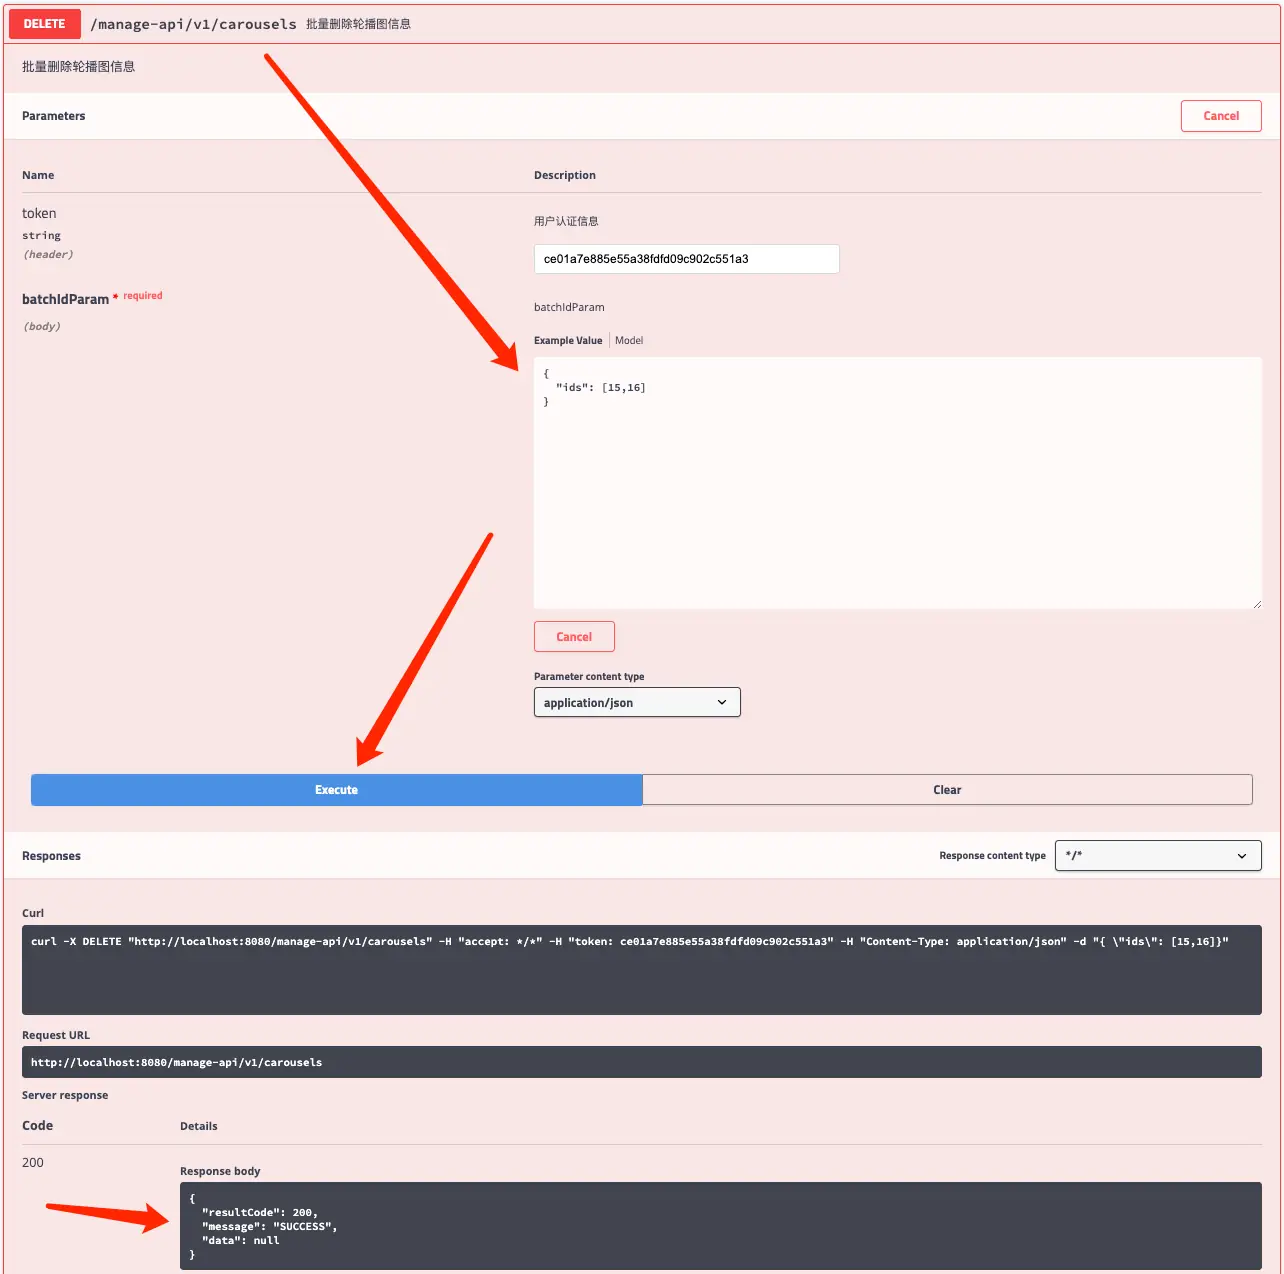 DELETE /manage-api/v1/carousels 批量删除轮播图信息
批量删除轮播图信息
Parameters Cancel
Name Description
token
string
(header)
用户认证信息
ce01a7e885e55a38fdfd09c902c551a3
batchIdParam * required
(body)
batchIdParam
Example Value Model
{
"ids": [15,16]
}
Cancel
Parameter content type
application/json
Execute Clear
Responses Response content type */*
Curl
curl -X DELETE "http://localhost:8080/manage-api/v1/carousels" -H "accept: */*" -H "token: ce01a7e885e55a38fdfd09c902c551a3" -H "Content-Type: application/json" -d "{ \"ids\": [15,16]}"
Request URL
http://localhost:8080/manage-api/v1/carousels
Server response
Code Details
200
Response body
{
"resultCode": 200,
"message": "SUCCESS",
"data": null
}